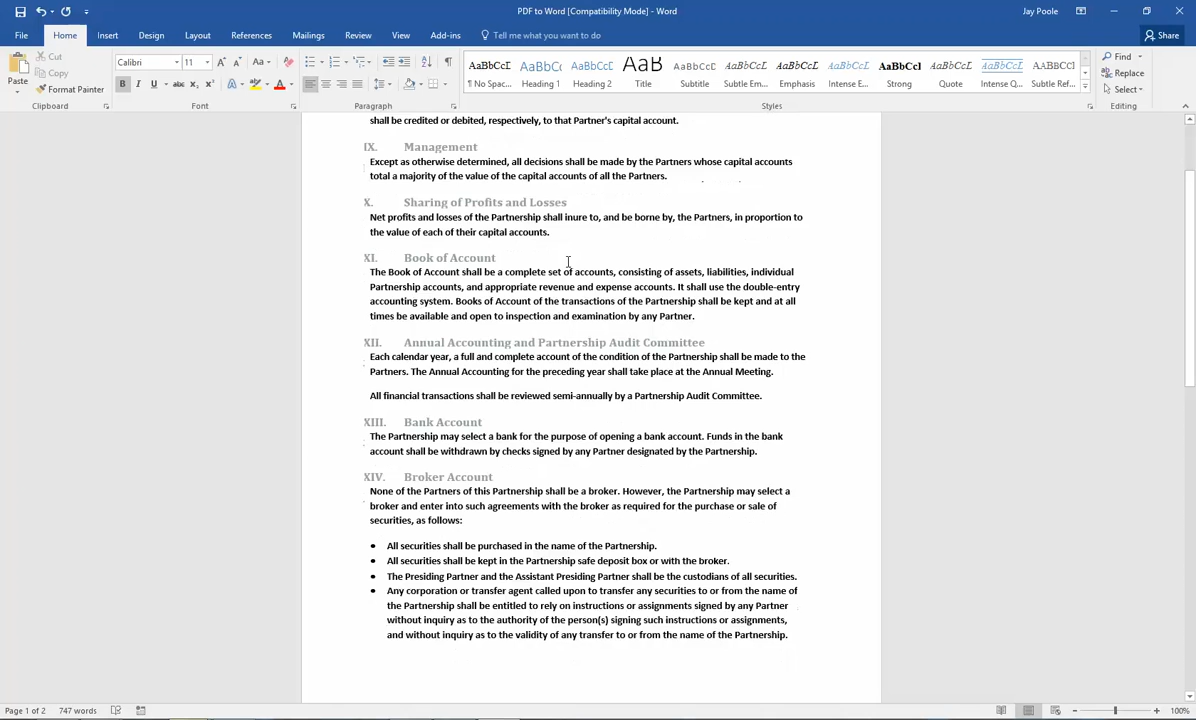 PDF to Word [Compatibility Mode] - Word
Jay Poole
File Home Insert Design Layout References Mailings Review View Add-ins Tell me what you want to do Share
Paste
Cut
Copy
Format Painter
Clipboard
Calibri 11
Font
Paragraph
AaBbCcI AaBbCc AaBbCcI AaB AaBbCcD AaBbCcL AaBbCcL AaBbCcL AaBbCcl AaBbCcL AaBbCcL AABBCCI
¶ No Spac... Heading 1 Heading 2 Title Subtitle Subtle Em... Emphasis Intense E... Strong Quote Intense Q... Subtle Ref...
Styles
Find
Replace
Select
Editing
shall be credited or debited, respectively, to that Partner's capital account.
IX. Management
Except as otherwise determined, all decisions shall be made by the Partners whose capital accounts
total a majority of the value of the capital accounts of all the Partners.
X. Sharing of Profits and Losses
Net profits and losses of the Partnership shall inure to, and be borne by, the Partners, in proportion to
the value of each of their capital accounts.
XI. Book of Account
The Book of Account shall be a complete set of accounts, consisting of assets, liabilities, individual
Partnership accounts, and appropriate revenue and expense accounts. It shall use the double-entry
accounting system. Books of Account of the transactions of the Partnership shall be kept and at all
times be available and open to inspection and examination by any Partner.
XII. Annual Accounting and Partnership Audit Committee
Each calendar year, a full and complete account of the condition of the Partnership shall be made to the
Partners. The Annual Accounting for the preceding year shall take place at the Annual Meeting.
All financial transactions shall be reviewed semi-annually by a Partnership Audit Committee.
XIII. Bank Account
The Partnership may select a bank for the purpose of opening a bank account. Funds in the bank
account shall be withdrawn by checks signed by any Partner designated by the Partnership.
XIV. Broker Account
None of the Partners of this Partnership shall be a broker. However, the Partnership may select a
broker and enter into such agreements with the broker as required for the purchase or sale of
securities, as follows:
• All securities shall be purchased in the name of the Partnership.
• All securities shall be kept in the Partnership safe deposit box or with the broker.
• The Presiding Partner and the Assistant Presiding Partner shall be the custodians of all securities.
• Any corporation or transfer agent called upon to transfer any securities to or from the name of
the Partnership shall be entitled to rely on instructions or assignments signed by any Partner
without inquiry as to the authority of the person(s) signing such instructions or assignments,
and without inquiry as to the validity of any transfer to or from the name of the Partnership.
Page 1 of 2 747 words 100%